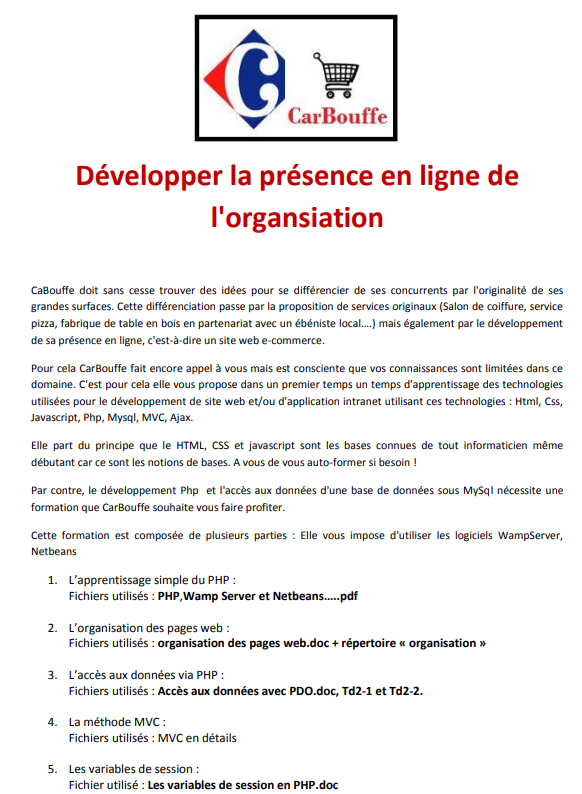 CarBouffe
Développer la présence en ligne de
l'organsiation
CaBouffe doit sans cesse trouver des idées pour se différencier de ses concurrents par l'originalité de ses
grandes surfaces. Cette différenciation passe par la proposition de services originaux (Salon de coiffure, service
pizza, fabrique de table en bois en partenariat avec un ébéniste local….) mais également par le développement
de sa présence en ligne, c'est-à-dire un site web e-commerce.
Pour cela CarBouffe fait encore appel à vous mais est consciente que vos connaissances sont limitées dans ce
domaine. C'est pour cela elle vous propose dans un premier temps un temps d'apprentissage des technologies
utilisées pour le développement de site web et/ou d'application intranet utilisant ces technologies : Html, Css,
Javascript, Php, Mysql, MVC, Ajax.
Elle part du principe que le HTML, CSS et javascript sont les bases connues de tout informaticien même
débutant car ce sont les notions de bases. A vous de vous auto-former si besoin !
Par contre, le développement Php et l'accès aux données d'une base de données sous MySql nécessite une
formation que CarBouffe souhaite vous faire profiter.
Cette formation est composée de plusieurs parties : Elle vous impose d'utiliser les logiciels WampServer,
Netbeans
1. L'apprentissage simple du PHP :
Fichiers utilisés : PHP,Wamp Server et Netbeans…..pdf
2. L'organisation des pages web :
Fichiers utilisés : organisation des pages web.doc + répertoire « organisation »
3. L'accès aux données via PHP :
Fichiers utilisés : Accès aux données avec PDO.doc, Td2-1 et Td2-2.
4. La méthode MVC :
Fichiers utilisés : MVC en détails
5. Les variables de session :
Fichier utilisé : Les variables de session en PHP.doc